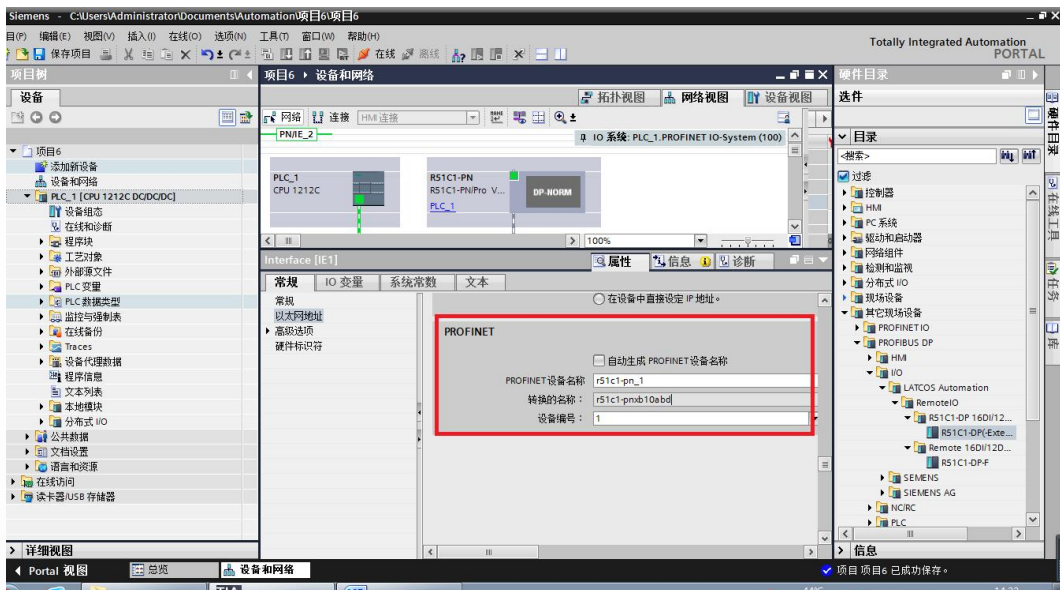 Siemens - C:\Users\Administrator\Documents\Automation\项目6\项目6
目(P) 编辑(E) 视图(V) 插入(I) 在线(O) 选项(N) 工具(T) 窗口(W) 帮助(H)
Totally Integrated Automation
PORTAL
保存项目
在线
离线
项目树
设备
项目6
添加新设备
设备和网络
PLC_1 [CPU 1212C DC/DC/DC]
设备组态
在线和诊断
程序块
工艺对象
外部源文件
PLC 变量
PLC 数据类型
监控与强制表
在线备份
Traces
设备代理数据
程序信息
文本列表
本地模块
分布式 I/O
公共数据
文档设置
语言和资源
在线访问
读卡器/USB 存储器
详细视图
项目6 ▸ 设备和网络
拓扑视图 网络视图 设备视图
网络 连接 HMI 连接
PN/IE_2
IO 系统: PLC_1.PROFINET IO-System (100)
PLC_1
CPU 1212C
R51C1-PN
R51C1-PN/Pro V...
PLC_1
DP-NORM
100%
Interface [IE1]
属性 信息 诊断
常规 IO 变量 系统常数 文本
常规
以太网地址
高级选项
硬件标识符
在设备中直接设定 IP 地址。
PROFINET
自动生成 PROFINET 设备名称
PROFINET 设备名称 r51c1-pn_1
转换的名称： r51c1-pnxb10abd
设备编号： 1
硬件目录
选件
目录
<搜索>
过滤
控制器
HMI
PC 系统
驱动和启动器
网络组件
检测和监视
分布式 I/O
现场设备
其它现场设备
PROFINET IO
PROFIBUS DP
HMI
I/O
LATCOS Automation
RemoteIO
R51C1-DP 16DI/12...
R51C1-DP(-Exte...
Remote 16DI/12D...
R51C1-DP-F
SEMENS
SIEMENS AG
NC/RC
PLC
信息
硬件目录
在线工具
任务
库
Portal 视图 总览 设备和网络
项目 项目6 已成功保存。